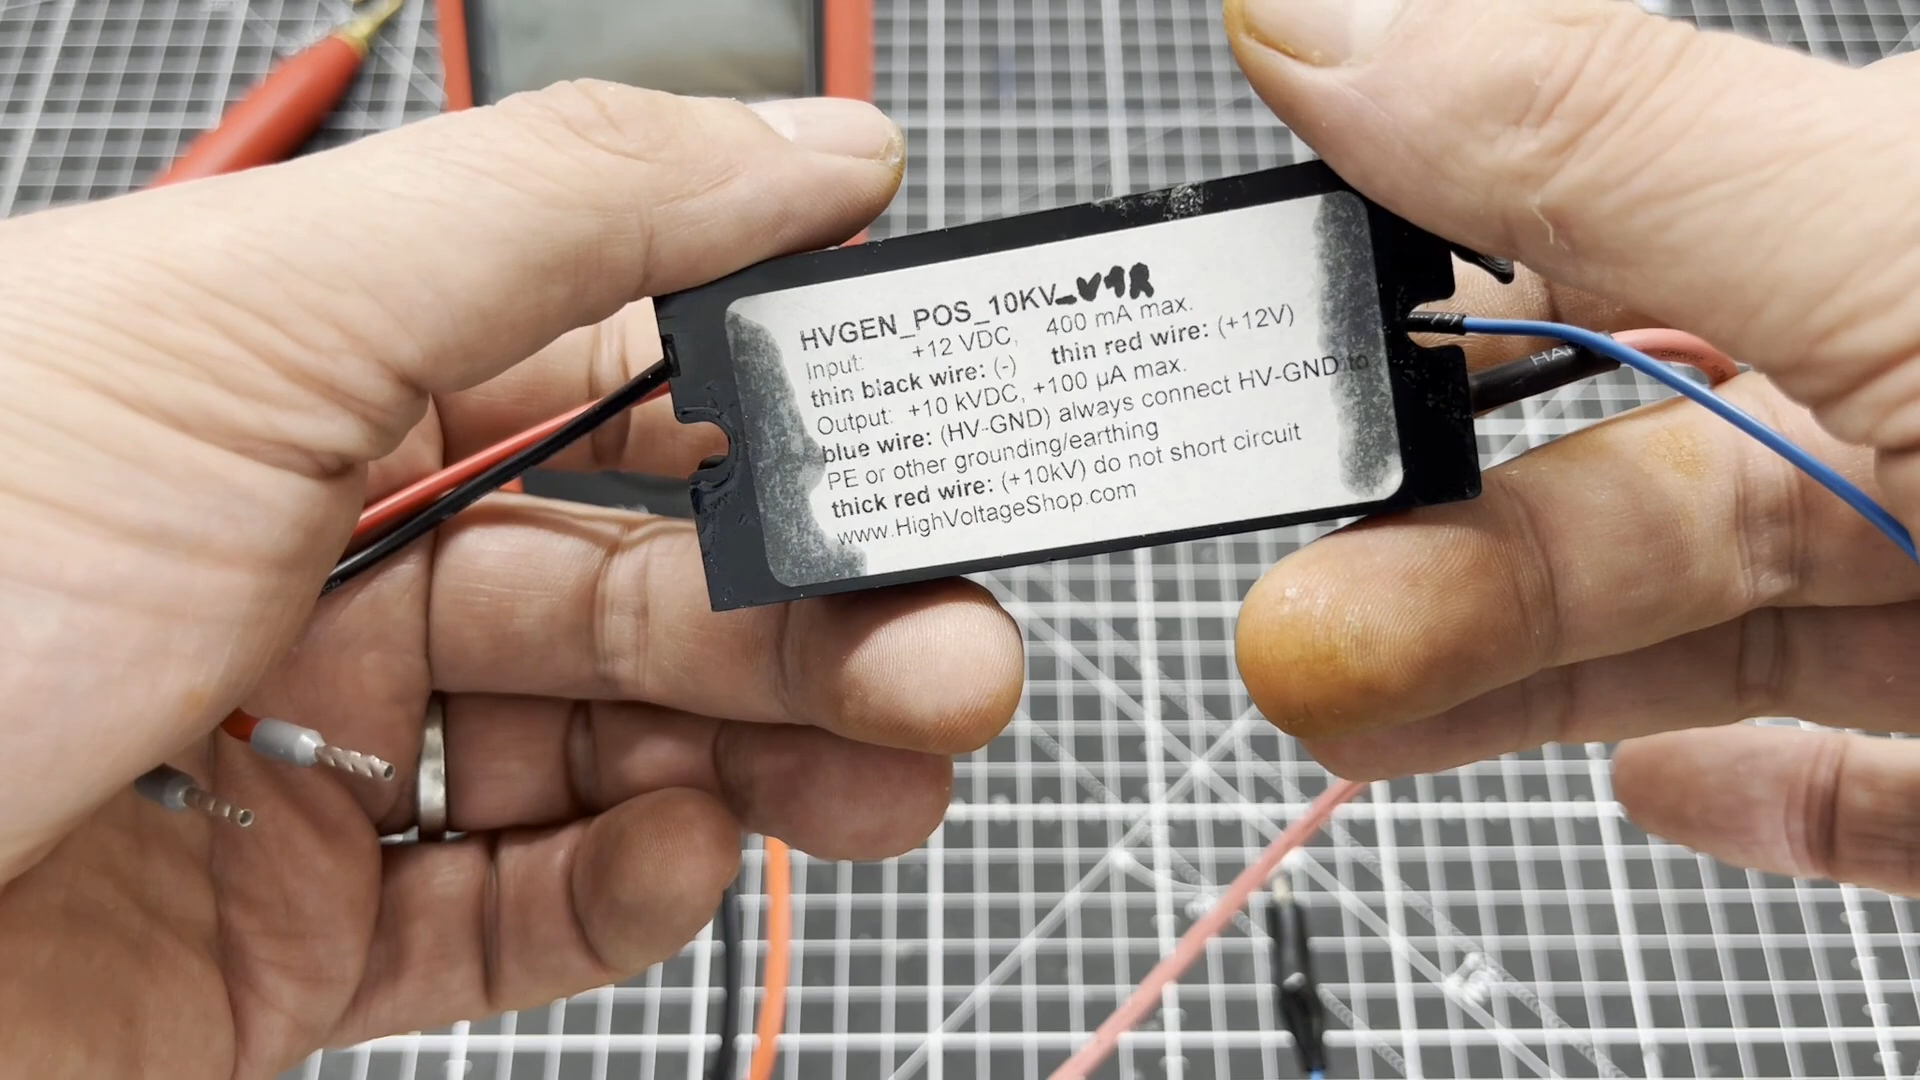 HVGEN_POS_10KV_V1R
Input: +12 VDC, 400 mA max.
thin black wire: (-) thin red wire: (+12V)
Output: +10 kVDC, +100 µA max.
blue wire: (HV-GND) always connect HV-GND to
PE or other grounding/earthing
thick red wire: (+10kV) do not short circuit
www.HighVoltageShop.com